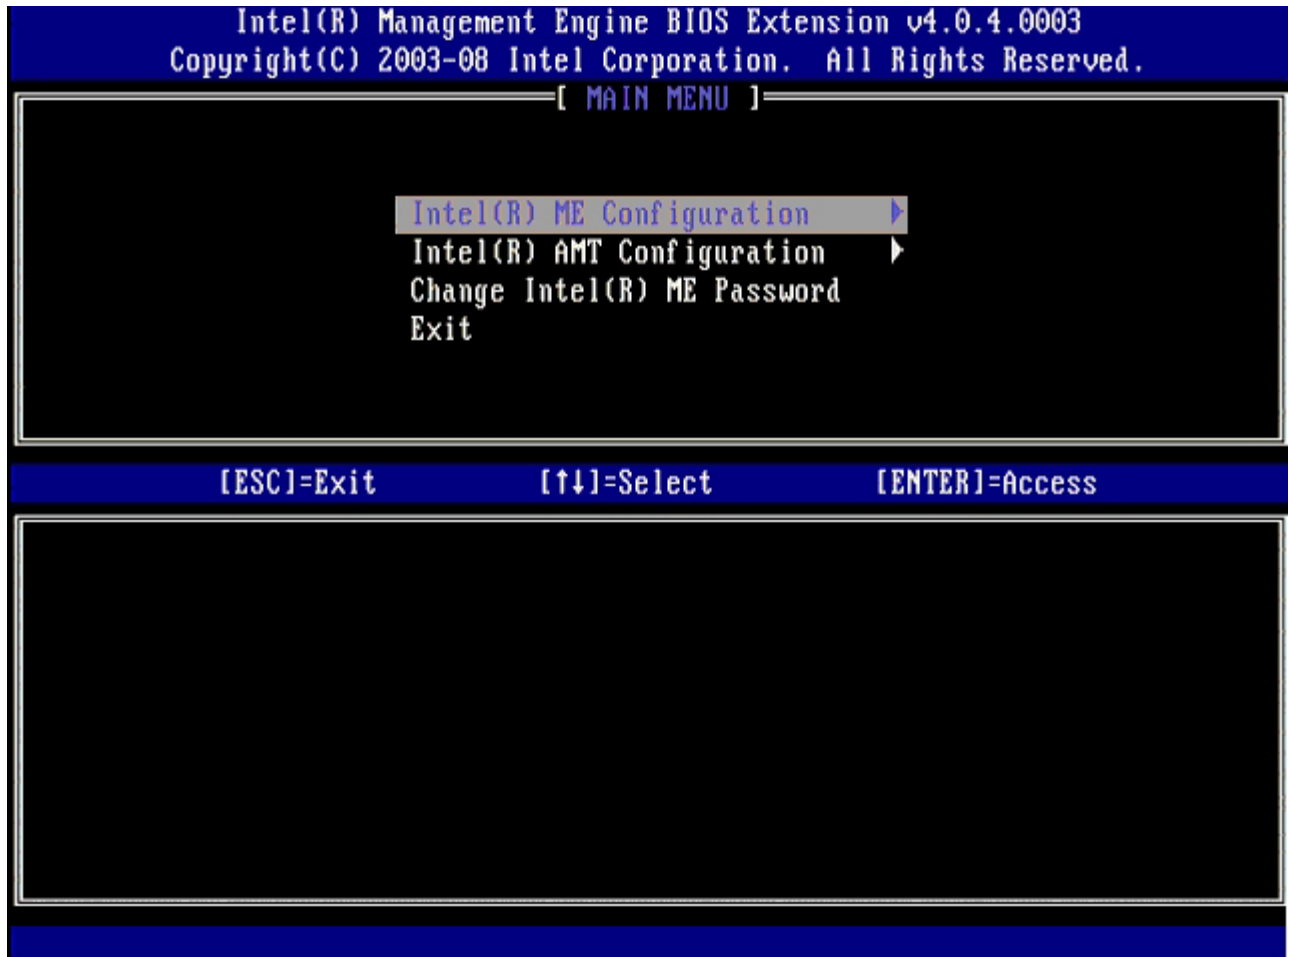 Intel(R) Management Engine BIOS Extension v4.0.4.0003
Copyright(C) 2003-08 Intel Corporation. All Rights Reserved.
[ MAIN MENU ]
Intel(R) ME Configuration ►
Intel(R) AMT Configuration ►
Change Intel(R) ME Password
Exit
[ESC]=Exit [↑↓]=Select [ENTER]=Access